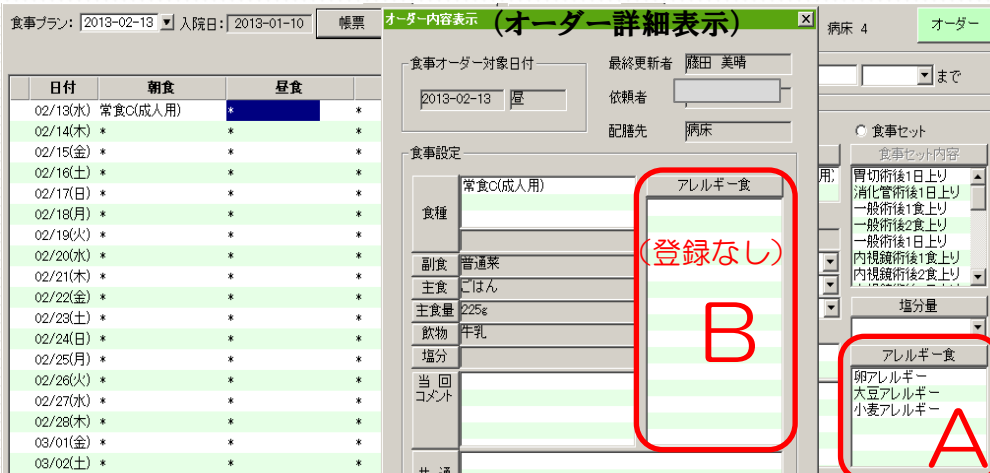 食事プラン: 2013-02-13 入院日: 2013-01-10 帳票
日付 朝食 昼食
02/13(水) 常食C(成人用) * *
02/14(木) * * *
02/15(金) * * *
02/16(土) * * *
02/17(日) * * *
02/18(月) * * *
02/19(火) * * *
02/20(水) * * *
02/21(木) * * *
02/22(金) * * *
02/23(土) * * *
02/24(日) * * *
02/25(月) * * *
02/26(火) * * *
02/27(水) * * *
02/28(木) * * *
03/01(金) * * *
03/02(土) * * *
オーダー内容表示 (オーダー詳細表示)
食事オーダー対象日付
2013-02-13 昼
最終更新者 藤田 美晴
依頼者
配膳先 病床
食事設定
食種 常食C(成人用)
アレルギー食
(登録なし)
B
副食 普通菜
主食 ごはん
主食量 225g
飲物 牛乳
塩分
当回
コメント
病床 4 オーダー
まで
食事セット
食事セット内容
胃切術後1日上り
消化管術後1日上り
一般術後1食上り
一般術後2食上り
一般術後1日上り
内視鏡術後1食上り
内視鏡術後2食上り
塩分量
アレルギー食
卵アレルギー
大豆アレルギー
小麦アレルギー
A